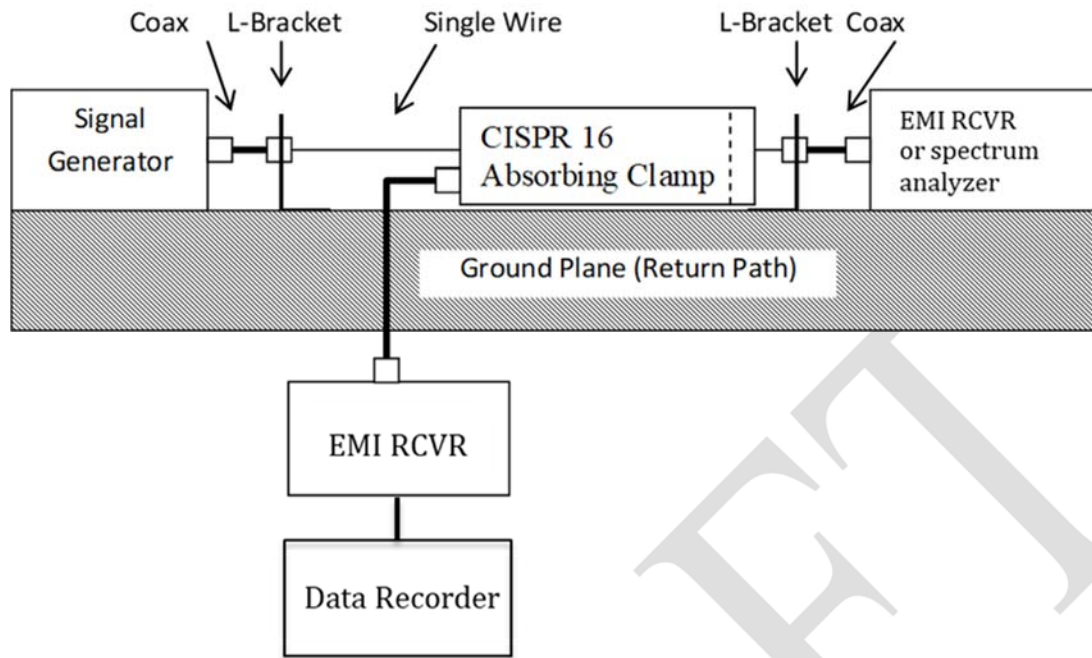 Coax L-Bracket Single Wire L-Bracket Coax
Signal
Generator
CISPR 16
Absorbing Clamp
EMI RCVR
or spectrum
analyzer
Ground Plane (Return Path)
EMI RCVR
Data Recorder
FT